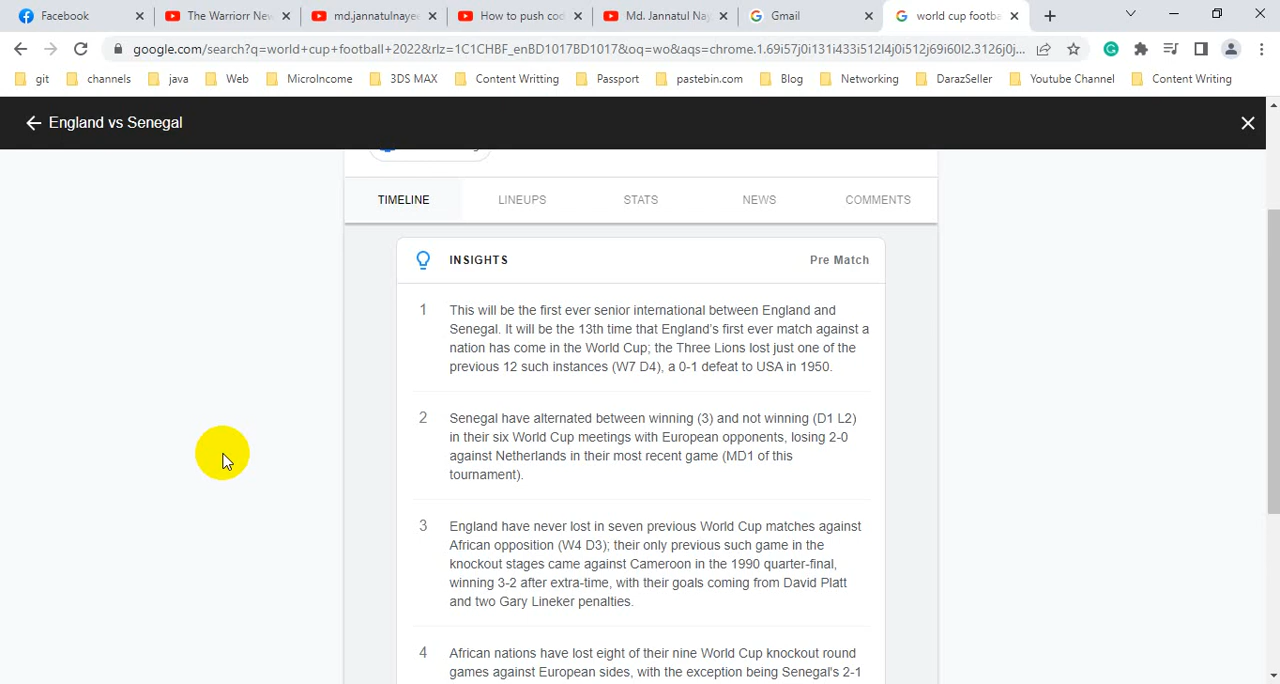 Facebook
The Warriorr Nev
md.jannatulnayee
How to push cod
Md. Jannatul Nay
Gmail
world cup footba
google.com/search?q=world+cup+football+2022&rlz=1C1CHBF_enBD1017BD1017&oq=wo&aqs=chrome.1.69i57j0i131i433i512l4j0i512j69i60l2.3126j0j...
git
channels
java
Web
MicroIncome
3DS MAX
Content Writting
Passport
pastebin.com
Blog
Networking
DarazSeller
Youtube Channel
Content Writing
England vs Senegal
TIMELINE
LINEUPS
STATS
NEWS
COMMENTS
INSIGHTS
Pre Match
1
This will be the first ever senior international between England and
Senegal. It will be the 13th time that England's first ever match against a
nation has come in the World Cup; the Three Lions lost just one of the
previous 12 such instances (W7 D4), a 0-1 defeat to USA in 1950.
2
Senegal have alternated between winning (3) and not winning (D1 L2)
in their six World Cup meetings with European opponents, losing 2-0
against Netherlands in their most recent game (MD1 of this
tournament).
3
England have never lost in seven previous World Cup matches against
African opposition (W4 D3); their only previous such game in the
knockout stages came against Cameroon in the 1990 quarter-final,
winning 3-2 after extra-time, with their goals coming from David Platt
and two Gary Lineker penalties.
4
African nations have lost eight of their nine World Cup knockout round
games against European sides, with the exception being Senegal's 2-1